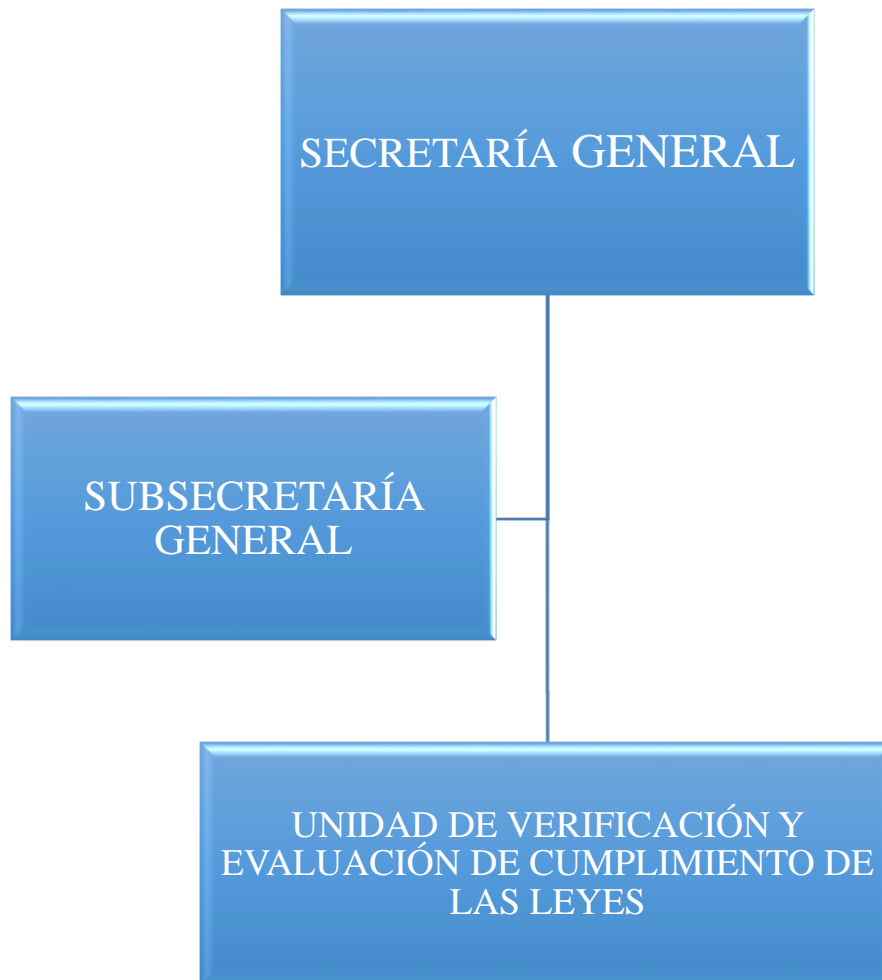 SECRETARÍA GENERAL
SUBSECRETARÍA
GENERAL
UNIDAD DE VERIFICACIÓN Y
EVALUACIÓN DE CUMPLIMIENTO DE
LAS LEYES